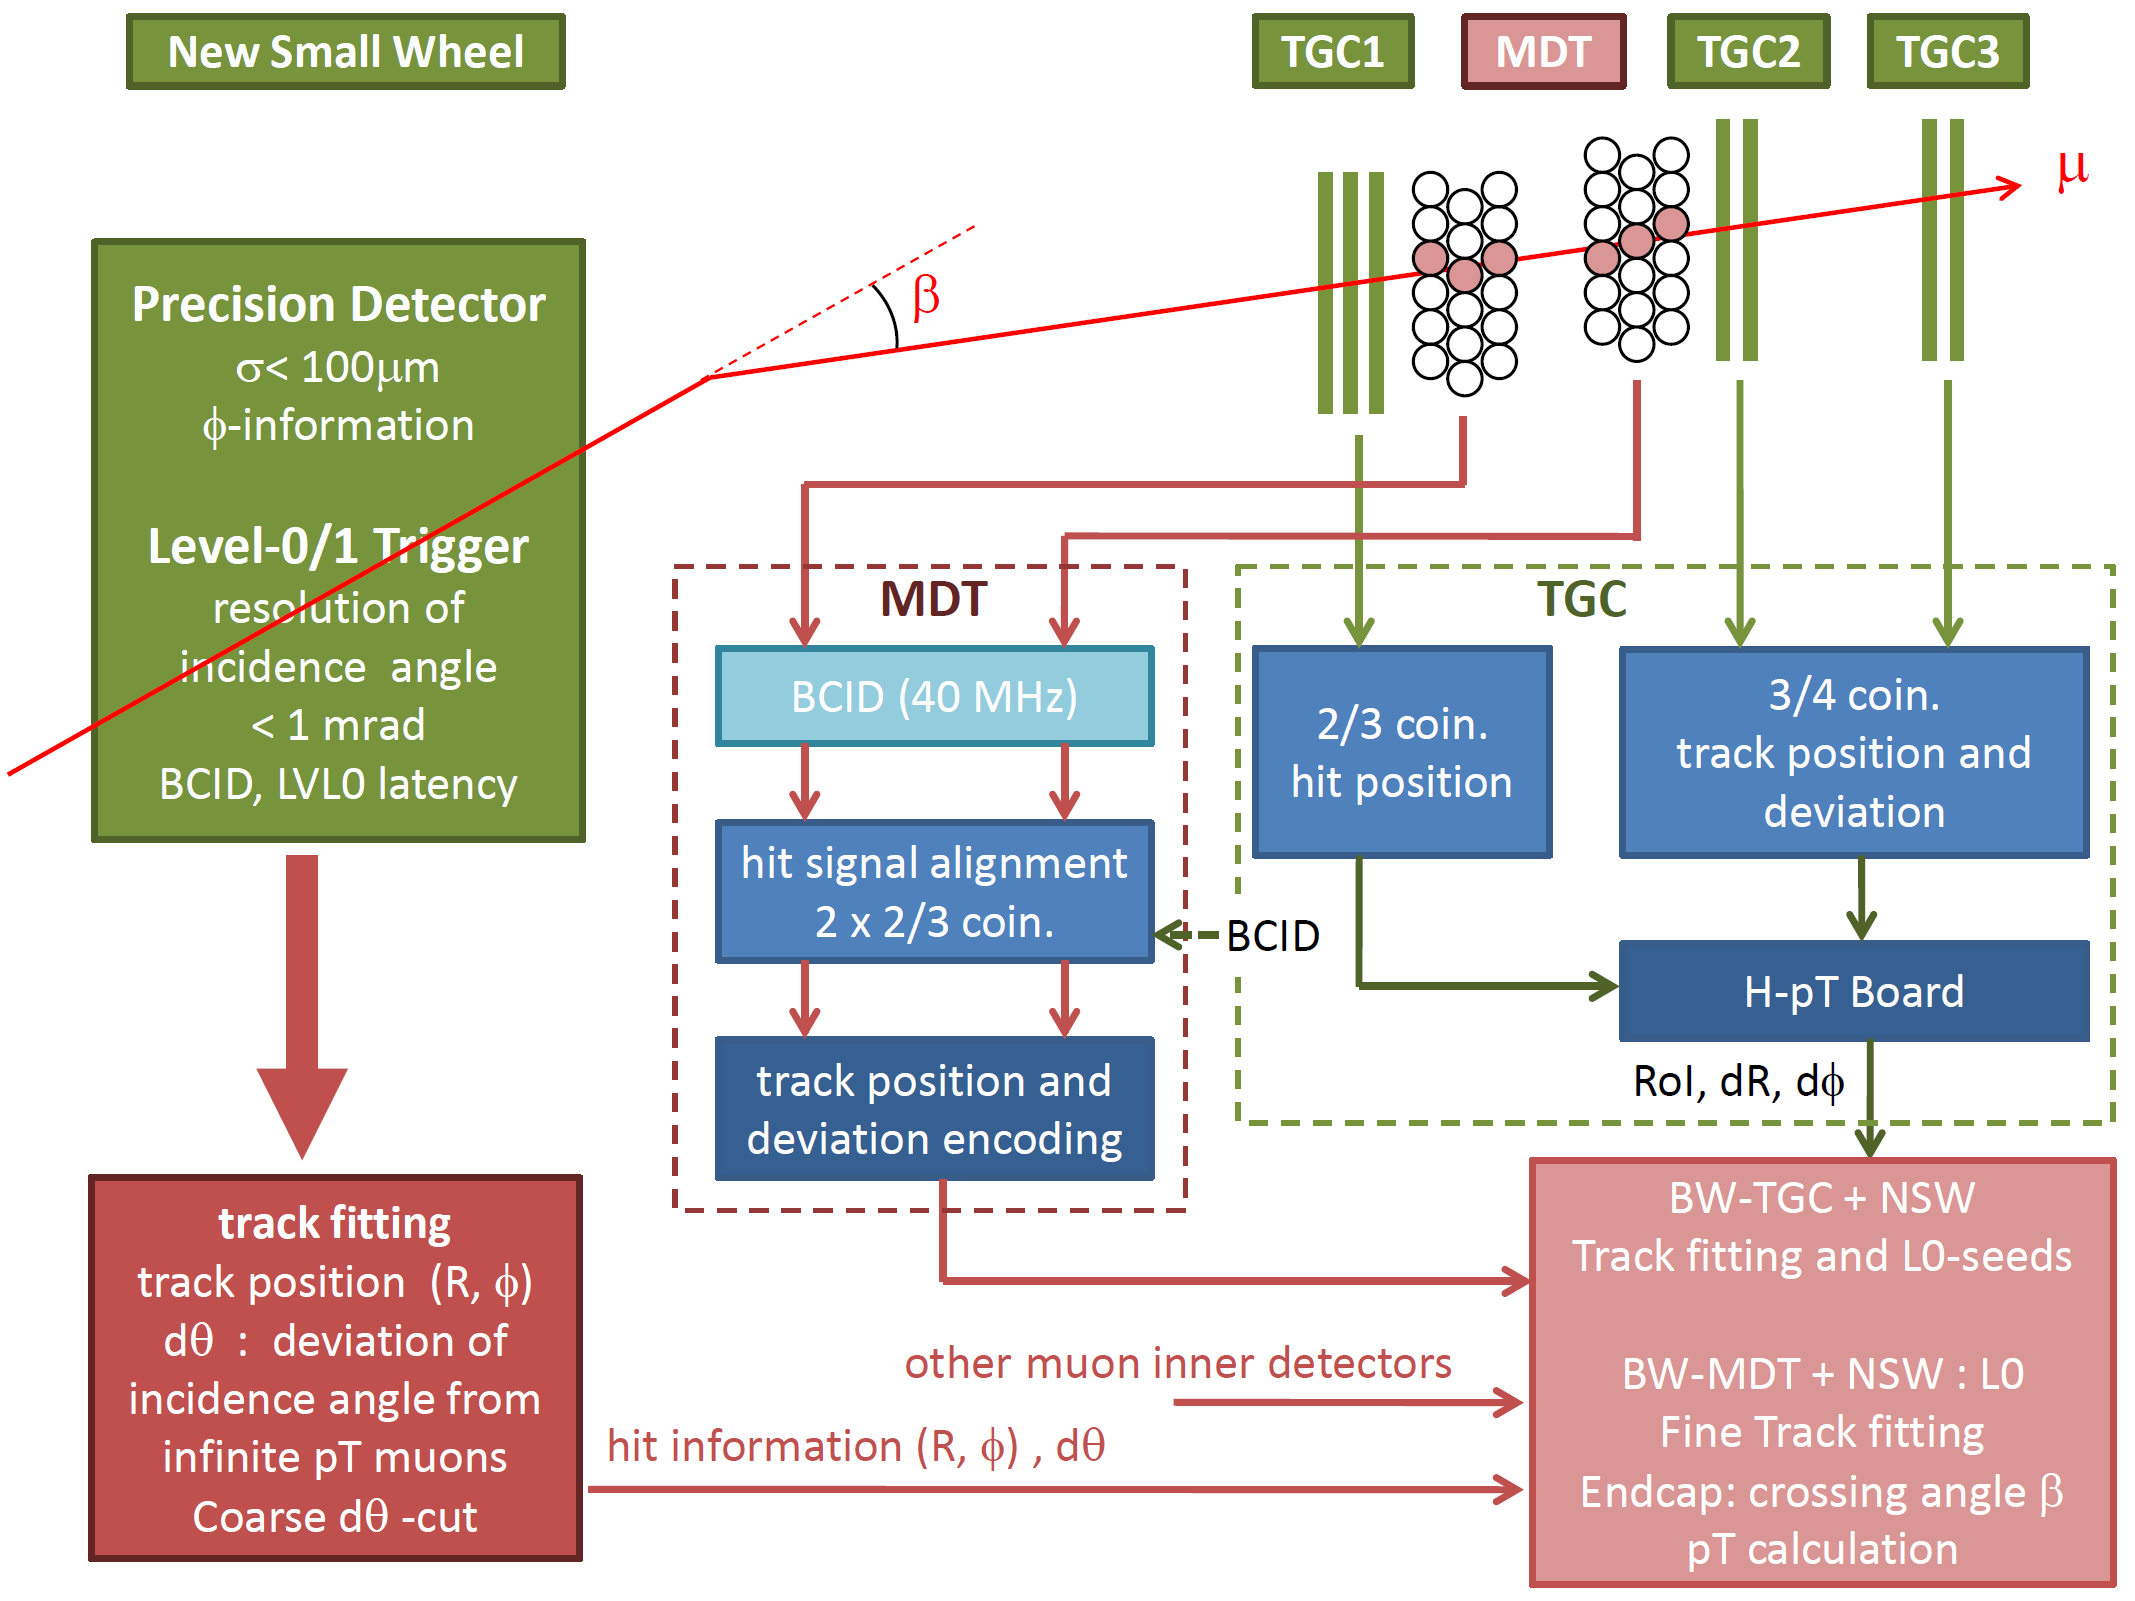 New Small Wheel
TGC1
MDT
TGC2
TGC3
μ
β
Precision Detector
σ< 100μm
ϕ-information
Level-0/1 Trigger
resolution of
incidence angle
< 1 mrad
BCID, LVL0 latency
MDT
BCID (40 MHz)
hit signal alignment
2 x 2/3 coin.
BCID
track position and
deviation encoding
TGC
2/3 coin.
hit position
3/4 coin.
track position and
deviation
H-pT Board
RoI, dR, dϕ
track fitting
track position (R, ϕ)
dθ : deviation of
incidence angle from
infinite pT muons
Coarse dθ -cut
other muon inner detectors
hit information (R, ϕ) , dθ
BW-TGC + NSW
Track fitting and L0-seeds
BW-MDT + NSW : L0
Fine Track fitting
Endcap: crossing angle β
pT calculation